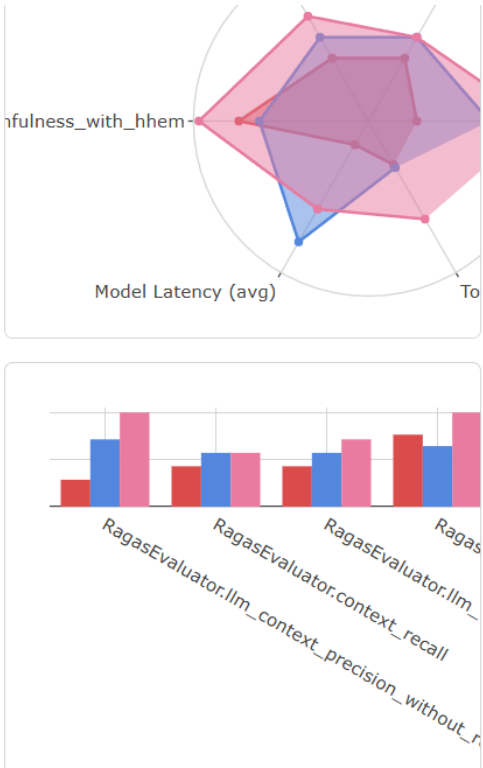 nfulness_with_hhem
Model Latency (avg)
To
RagasEvaluator.llm_context_precision_without_r
RagasEvaluator.context_recall
RagasEvaluator.llm_
Ragas